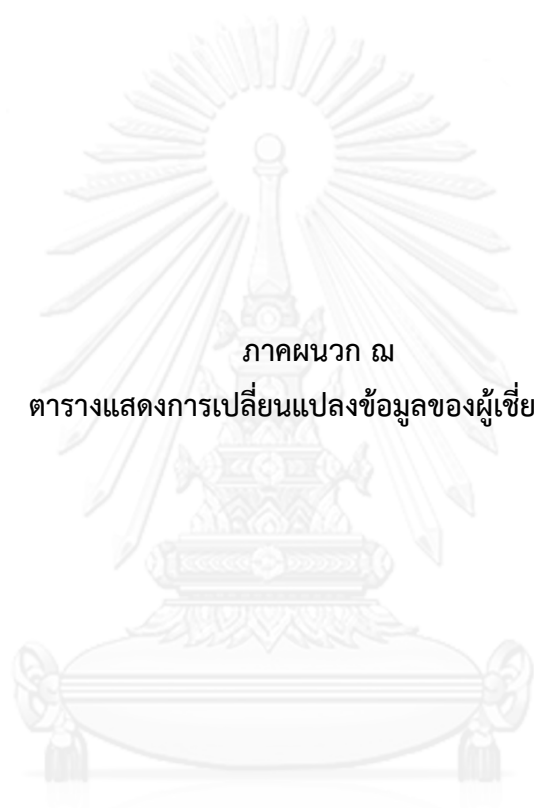 ภาคผนวก ฌ
ตารางแสดงการเปลี่ยนแปลงข้อมูลของผู้เชี่ย